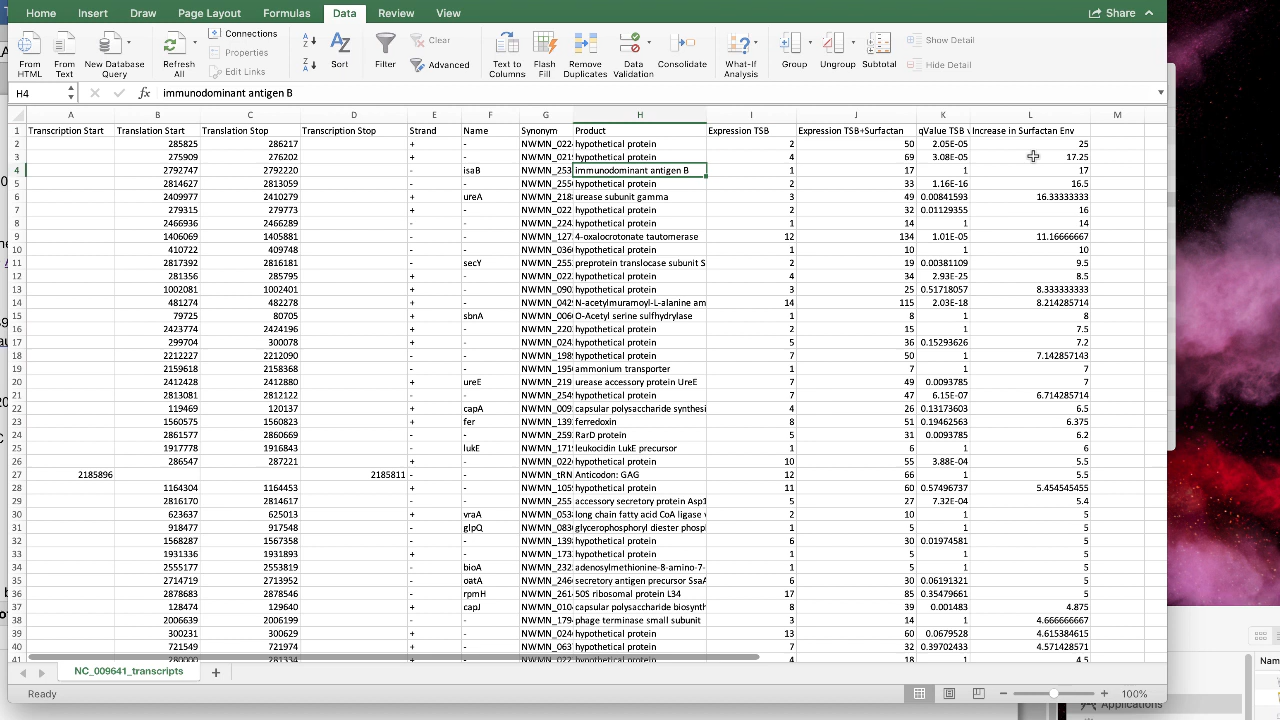 Home Insert Draw Page Layout Formulas Data Review View Share
From HTML From Text New Database Query Refresh All Connections Properties Edit Links Sort Filter Clear Advanced Text to Columns Flash Fill Remove Duplicates Data Validation Consolidate What-If Analysis Group Ungroup Subtotal Show Detail Hide Detail
H4 fx immunodominant antigen B
A B C D E F G H I J K L M
1 Transcription Start Translation Start Translation Stop Transcription Stop Strand Name Synonym Product Expression TSB Expression TSB+Surfactan qValue TSB Increase in Surfactan Env
2 285825 286217 + - NWMN_022 hypothetical protein 2 50 2.05E-05 25
3 275909 276202 + - NWMN_021 hypothetical protein 4 69 3.08E-05 17.25
4 2792747 2792220 - isaB NWMN_253 immunodominant antigen B 1 17 1 17
5 2814627 2813059 - - NWMN_255 hypothetical protein 2 33 1.16E-16 16.5
6 2409977 2410279 + ureA NWMN_218 urease subunit gamma 3 49 0.00841593 16.33333333
7 279315 279773 + - NWMN_022 hypothetical protein 2 32 0.01129355 16
8 2466936 2466289 - - NWMN_224 hypothetical protein 1 14 1 14
9 1406069 1405881 - - NWMN_127 4-oxalocrotonate tautomerase 12 134 1.01E-05 11.16666667
10 410722 409748 - - NWMN_036 hypothetical protein 1 10 1 10
11 2817392 2816181 - secY NWMN_255 preprotein translocase subunit S 2 19 0.00381109 9.5
12 281356 285795 + - NWMN_022 hypothetical protein 4 34 2.93E-25 8.5
13 1002081 1002401 + - NWMN_090 hypothetical protein 3 25 0.51718057 8.333333333
14 481274 482278 + - NWMN_042 N-acetylmuramoyl-L-alanine am 14 115 2.03E-18 8.214285714
15 79725 80705 + sbnA NWMN_006 O-Acetyl serine sulfhydrylase 1 8 1 8
16 2423774 2424196 + - NWMN_220 hypothetical protein 2 15 1 7.5
17 299704 300078 + - NWMN_024 hypothetical protein 5 36 0.15293626 7.2
18 2212227 2212090 - - NWMN_198 hypothetical protein 7 50 1 7.142857143
19 2159618 2158368 - - NWMN_195 ammonium transporter 1 7 1 7
20 2412428 2412880 + ureE NWMN_219 urease accessory protein UreE 7 49 0.0093785 7
21 2813081 2812122 - - NWMN_254 hypothetical protein 7 47 6.15E-07 6.714285714
22 119469 120137 + capA NWMN_009 capsular polysaccharide synthesi 4 26 0.13173603 6.5
23 1560575 1560823 + fer NWMN_139 ferredoxin 8 51 0.19462563 6.375
24 2861577 2860669 - - NWMN_259 RarD protein 5 31 0.0093785 6.2
25 1917778 1916843 - lukE NWMN_171 leukocidin LukE precursor 1 6 1 6
26 286547 287221 + - NWMN_022 hypothetical protein 10 55 3.88E-04 5.5
27 2185896 2185811 - - NWMN_tRN Anticodon: GAG 12 66 1 5.5
28 1164304 1164453 + - NWMN_105 hypothetical protein 11 60 0.57496737 5.454545455
29 2816170 2814617 - - NWMN_255 accessory secretory protein Asp1 5 27 7.32E-04 5.4
30 623637 625013 + vraA NWMN_053 long chain fatty acid CoA ligase 2 10 1 5
31 918477 917548 - glpQ NWMN_083 glycerophosphoryl diester phosp 1 5 1 5
32 1568287 1567358 - - NWMN_139 hypothetical protein 6 30 0.01974581 5
33 1931336 1931893 + - NWMN_173 hypothetical protein 1 5 1 5
34 2555177 2553819 - bioA NWMN_232 adenosylmethionine-8-amino-7- 1 5 1 5
35 2714719 2713952 - oatA NWMN_246 secretory antigen precursor Ssa 6 30 0.06191321 5
36 2878683 2878546 - rpmH NWMN_261 50S ribosomal protein L34 17 85 0.35479661 5
37 128474 129640 + capJ NWMN_010 capsular polysaccharide biosynt 8 39 0.001483 4.875
38 2006639 2006199 - - NWMN_179 phage terminase small subunit 3 14 1 4.666666667
39 300231 300629 + - NWMN_024 hypothetical protein 13 60 0.0679528 4.615384615
40 721549 721974 + - NWMN_063 hypothetical protein 7 32 0.39702433 4.571428571
41 280000 281334 + - NWMN_022 hypothetical protein 4 18 1 4.5
NC_009641_transcripts
Ready 100%
Nam
Applications